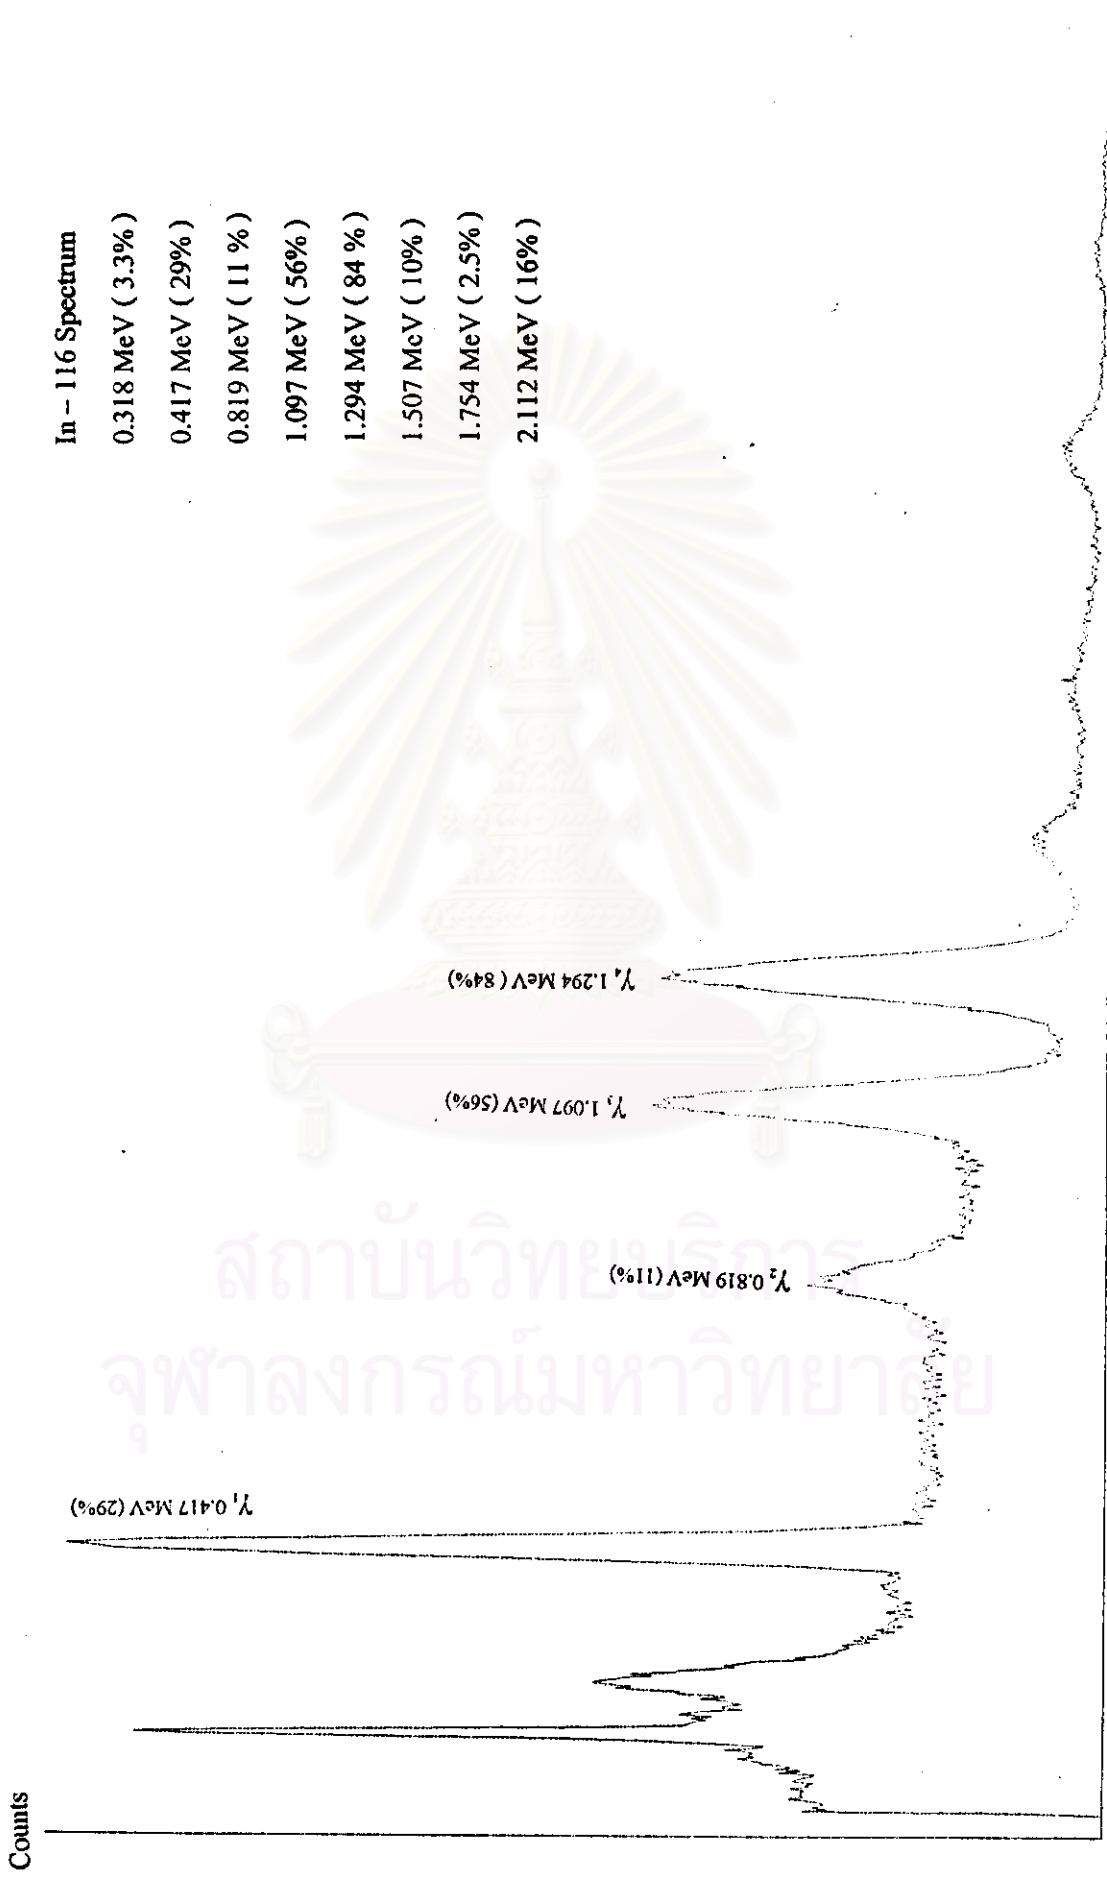 Counts
In – 116 Spectrum
0.318 MeV ( 3.3% )
0.417 MeV ( 29% )
0.819 MeV ( 11 % )
1.097 MeV ( 56% )
1.294 MeV ( 84 % )
1.507 MeV ( 10% )
1.754 MeV ( 2.5% )
2.112 MeV ( 16% )
γ₁ 0.417 MeV (29%)
γ₂ 0.819 MeV (11%)
γ₃ 1.097 MeV (56%)
γ₄ 1.294 MeV ( 84%)
สถาบันวิทยบริการ
จุฬาลงกรณ์มหาวิทยาลัย